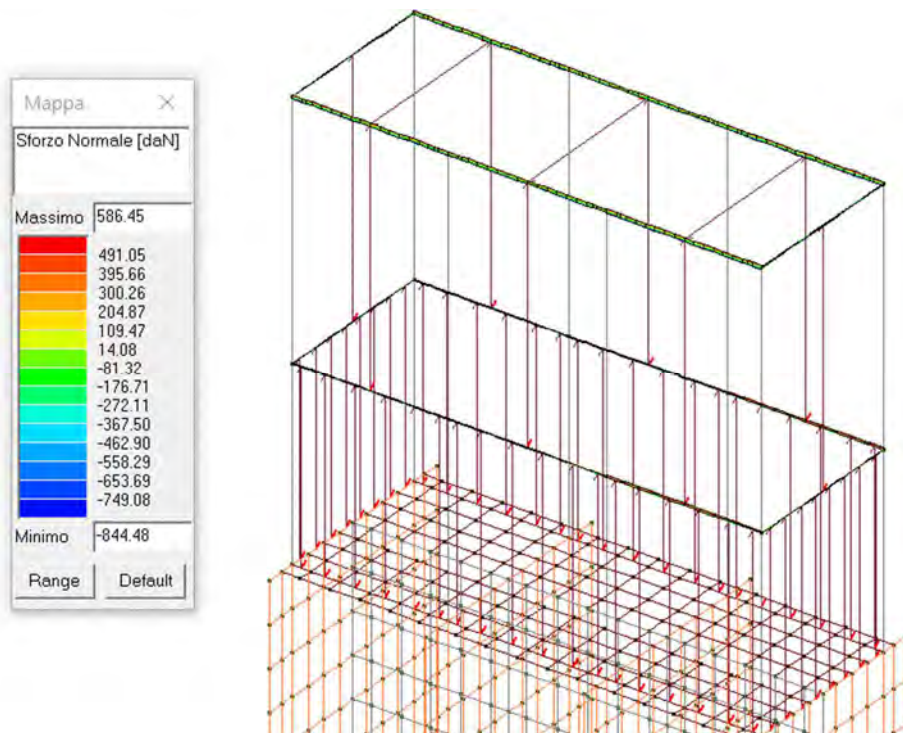 Mappa
Sforzo Normale [daN]
Massimo 586.45
491.05
395.66
300.26
204.87
109.47
14.08
-81.32
-176.71
-272.11
-367.50
-462.90
-558.29
-653.69
-749.08
Minimo -844.48
Range Default